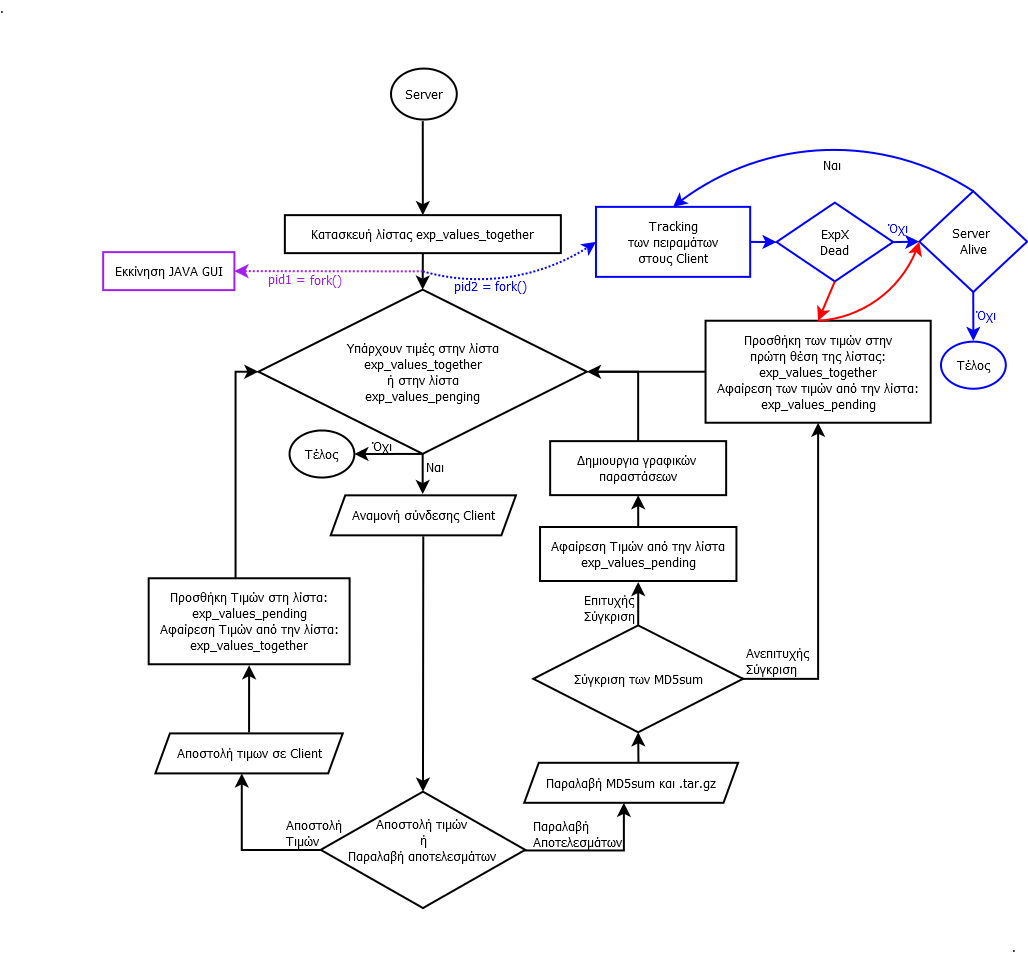 Server
Ναι
Κατασκευή λίστας exp_values_together
Tracking
των πειραμάτων
στους Client
ExpX
Dead
Όχι
Server
Alive
Εκκίνηση JAVA GUI
pid1 = fork()
pid2 = fork()
Όχι
Τέλος
Υπάρχουν τιμές στην λίστα
exp_values_together
ή στην λίστα
exp_values_penging
Προσθήκη των τιμών στην
πρώτη θέση της λίστας:
exp_values_together
Αφαίρεση των τιμών από την λίστα:
exp_values_pending
Όχι
Τέλος
Ναι
Δημιουργια γραφικών
παραστάσεων
Αναμονή σύνδεσης Client
Αφαίρεση Τιμών από την λίστα
exp_values_pending
Προσθήκη Τιμών στη λίστα:
exp_values_pending
Αφαίρεση Τιμών από την λίστα:
exp_values_together
Επιτυχής
Σύγκριση
Σύγκριση των MD5sum
Ανεπιτυχής
Σύγκριση
Αποστολή τιμων σε Client
Παραλαβή MD5sum και .tar.gz
Αποστολή
Τιμών
Αποστολή τιμών
ή
Παραλαβή αποτελεσμάτων
Παραλαβή
Αποτελεσμάτων